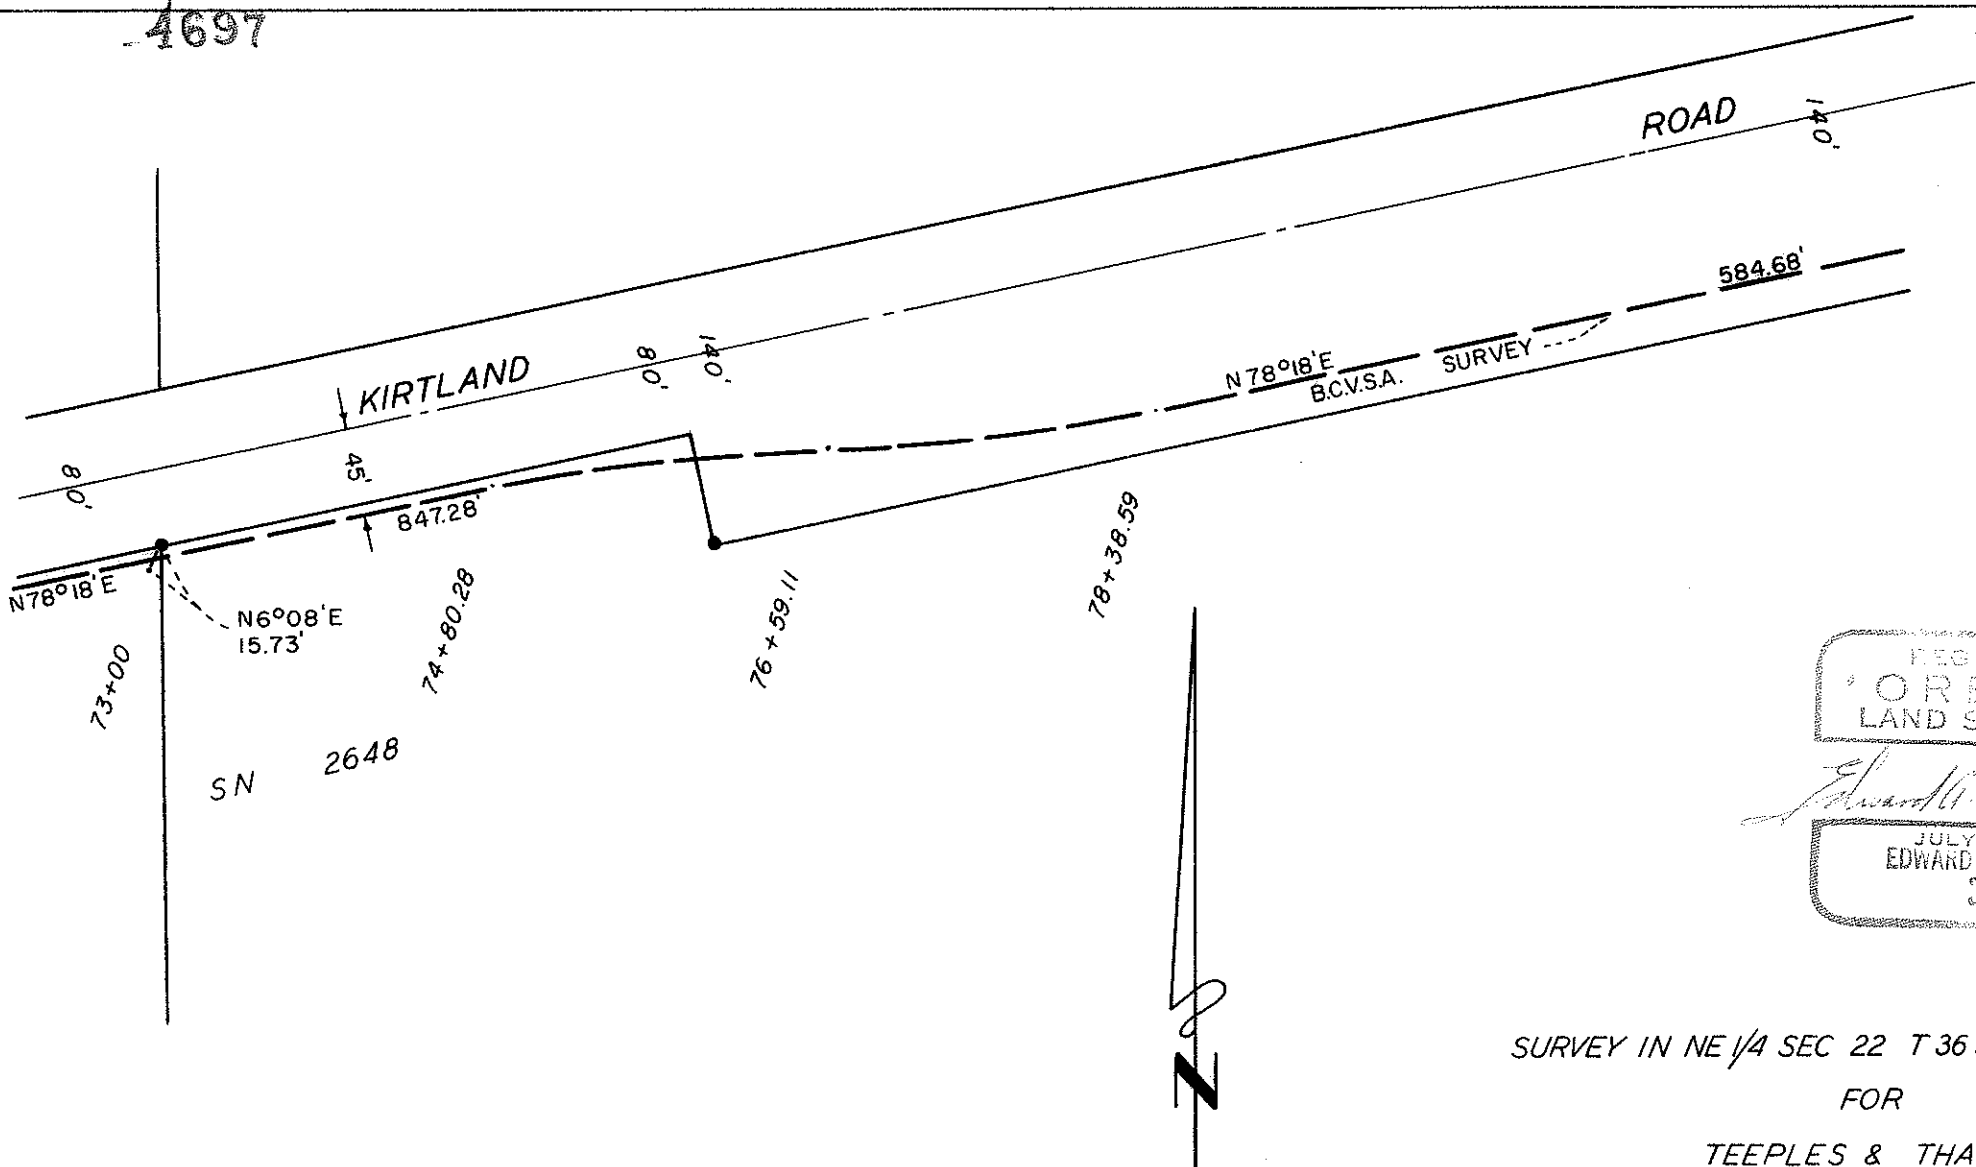 4697
ROAD
140'
584.68'
KIRTLAND
80'
140'
N 78°18'E
B.C.V.S.A. SURVEY
80'
45'
847.28'
N78°18'E
N6°08'E
15.73'
73+00
74+80.28
76+59.11
78+38.59
SN 2648
LAND
JULY
EDWARD
N
SURVEY IN NE 1/4 SEC 22 T 36
FOR
TEEPLES &